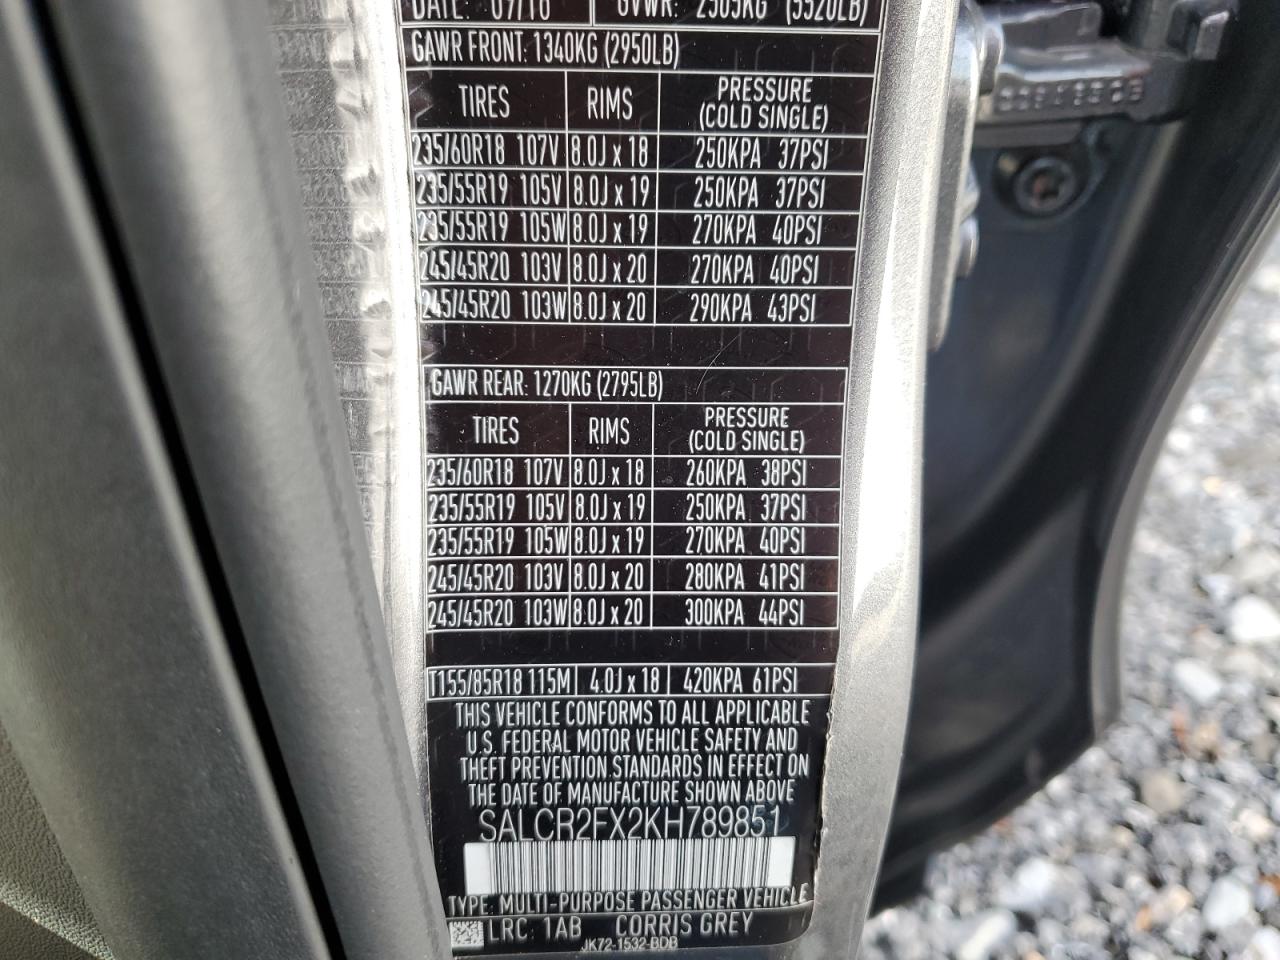 DATE: 09/18 GVWR: 2505KG (5520LB)
GAWR FRONT: 1340KG (2950LB)
TIRES RIMS PRESSURE (COLD SINGLE)
235/60R18 107V 8.0J x 18 250KPA 37PSI
235/55R19 105V 8.0J x 19 250KPA 37PSI
235/55R19 105W 8.0J x 19 270KPA 40PSI
245/45R20 103V 8.0J x 20 270KPA 40PSI
245/45R20 103W 8.0J x 20 290KPA 43PSI
GAWR REAR: 1270KG (2795LB)
TIRES RIMS PRESSURE (COLD SINGLE)
235/60R18 107V 8.0J x 18 260KPA 38PSI
235/55R19 105V 8.0J x 19 250KPA 37PSI
235/55R19 105W 8.0J x 19 270KPA 40PSI
245/45R20 103V 8.0J x 20 280KPA 41PSI
245/45R20 103W 8.0J x 20 300KPA 44PSI
T155/85R18 115M 4.0J x 18 420KPA 61PSI
THIS VEHICLE CONFORMS TO ALL APPLICABLE
U.S. FEDERAL MOTOR VEHICLE SAFETY AND
THEFT PREVENTION STANDARDS IN EFFECT ON
THE DATE OF MANUFACTURE SHOWN ABOVE
SALCR2FX2KH789851
TYPE: MULTI-PURPOSE PASSENGER VEHICLE
LRC: 1AB CORRIS GREY
JK72-1532-BDB